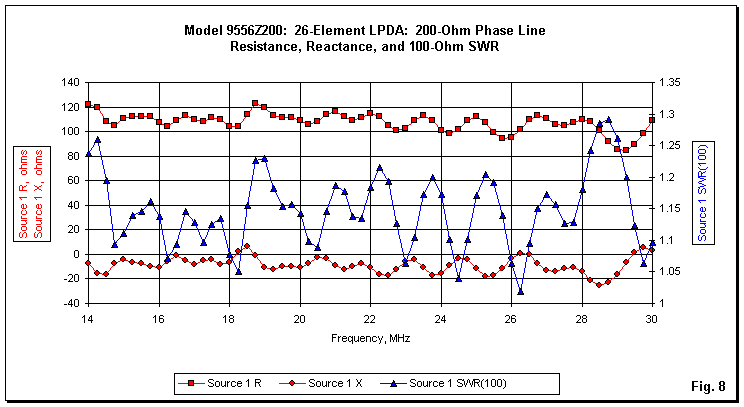 Model 9556Z200: 26-Element LPDA: 200-Ohm Phase Line
Resistance, Reactance, and 100-Ohm SWR
140
120
100
80
60
40
20
0
-20
-40
1.35
1.3
1.25
1.2
1.15
1.1
1.05
1
Source 1 R, ohms
Source 1 X, ohms
Source 1 SWR(100)
14 16 18 20 22 24 26 28 30
Frequency, MHz
Source 1 R Source 1 X Source 1 SWR(100)
Fig. 8